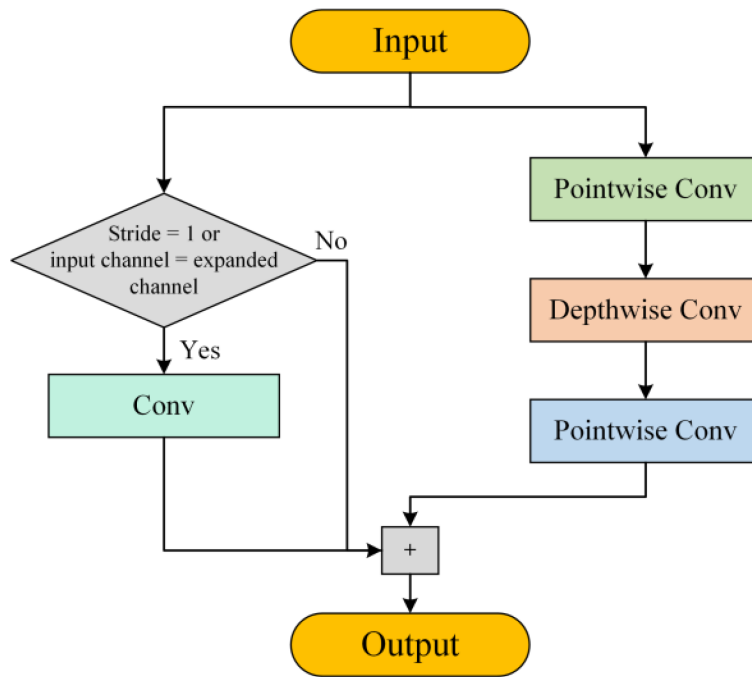 Input
Pointwise Conv
Stride = 1 or
input channel = expanded
channel
No
Depthwise Conv
Yes
Conv
Pointwise Conv
+
Output